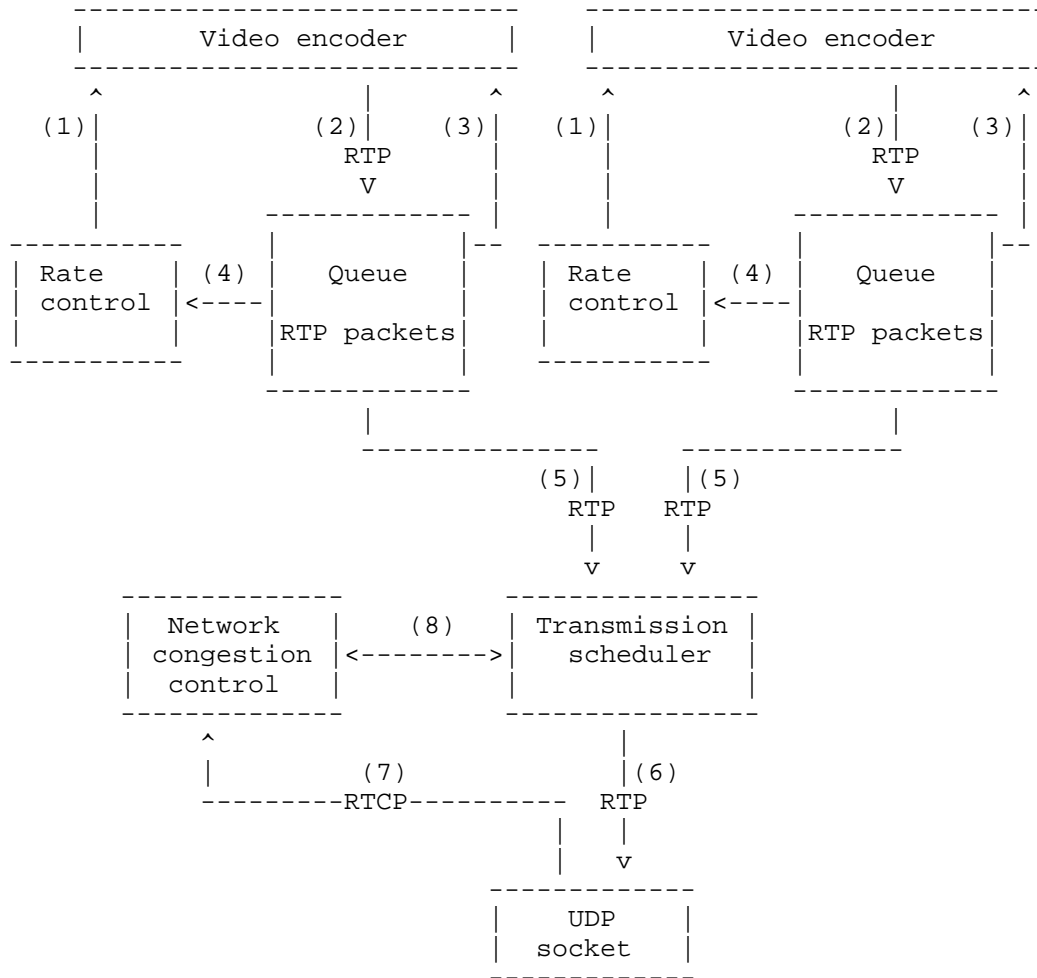 Video encoder Video encoder
(1) (2) (3) (1) (2) (3)
RTP RTP
V V
Rate (4) Queue Rate (4) Queue
control control
RTP packets RTP packets
(5) (5)
RTP RTP
v v
Network (8) Transmission
congestion scheduler
control
(7) (6)
RTCP RTP
v
UDP
socket